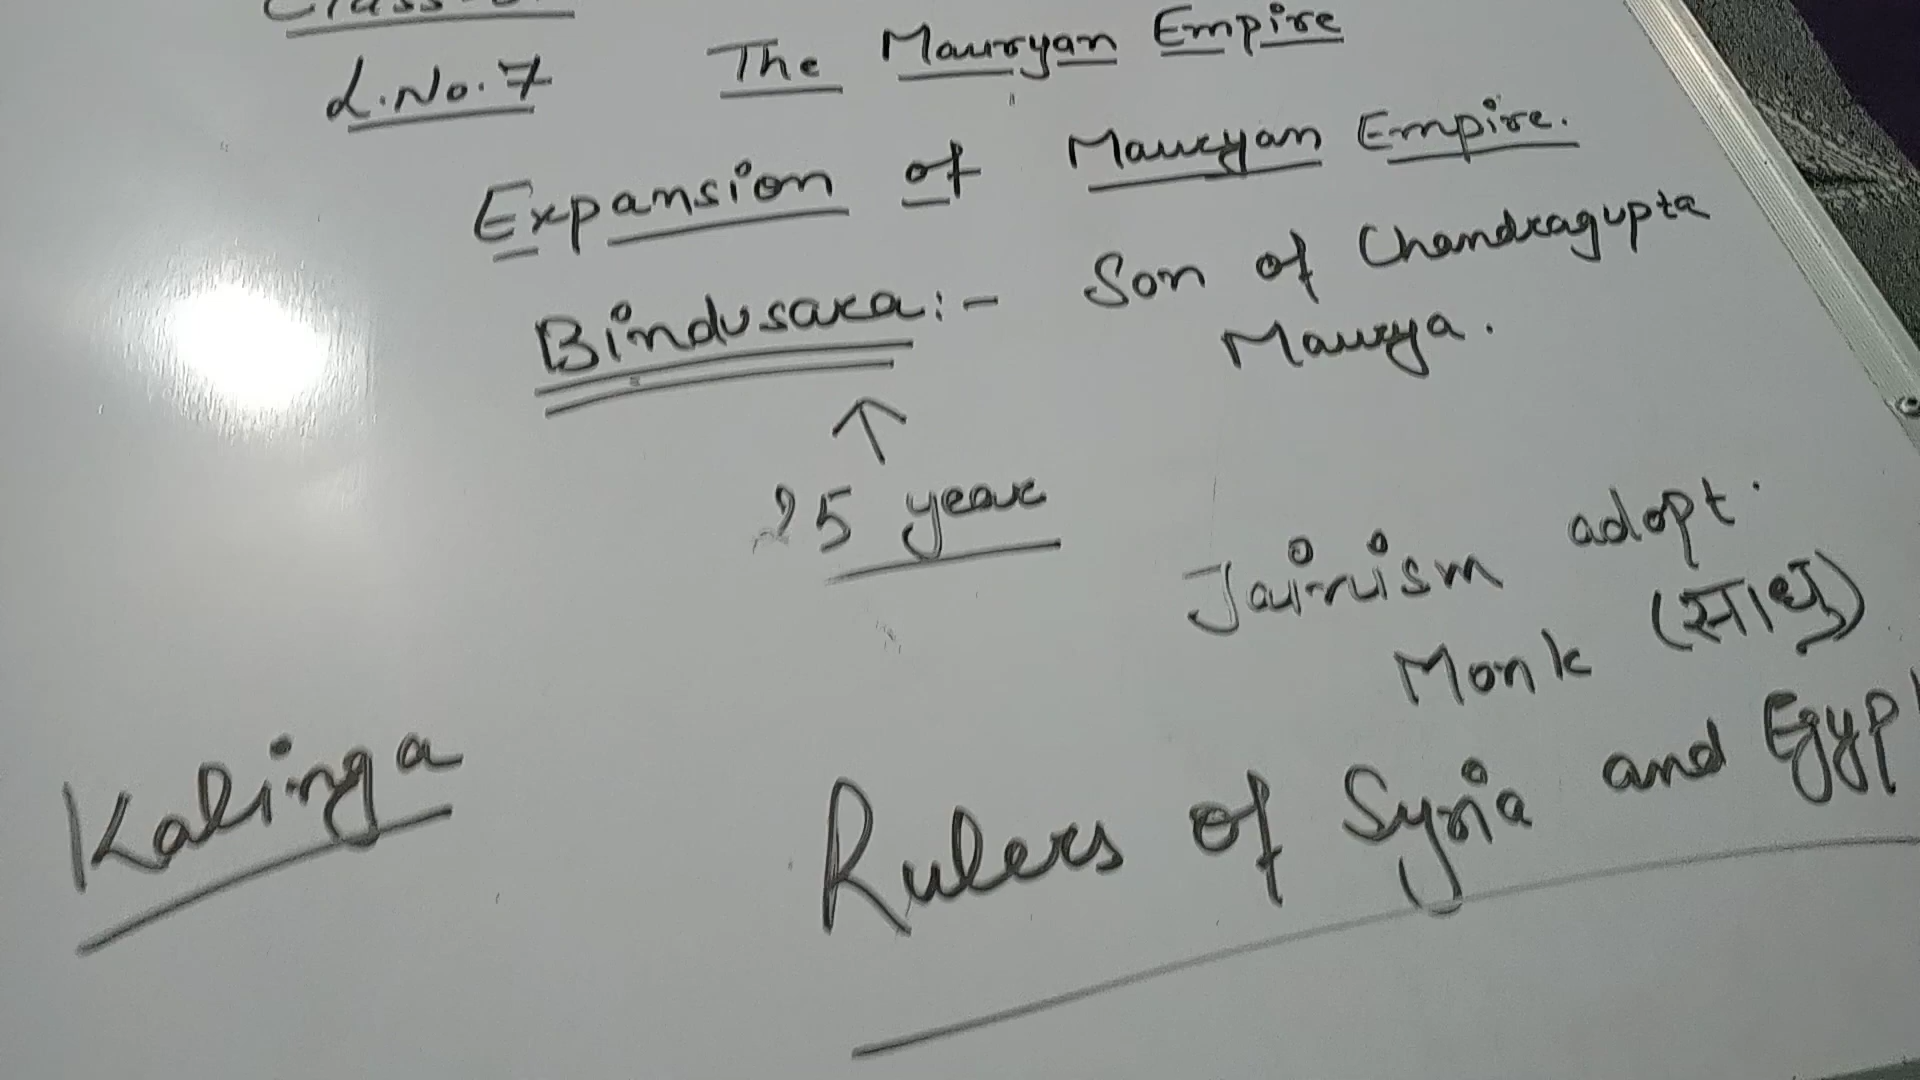 L.No.7 The Mauryan Empire
Expansion of Mauryan Empire.
Bindusara:- Son of Chandragupta
Maurya.
25 year
Jainism adopt.
Monk (साधु)
Kalinga
Rulers of Syria and Egyp